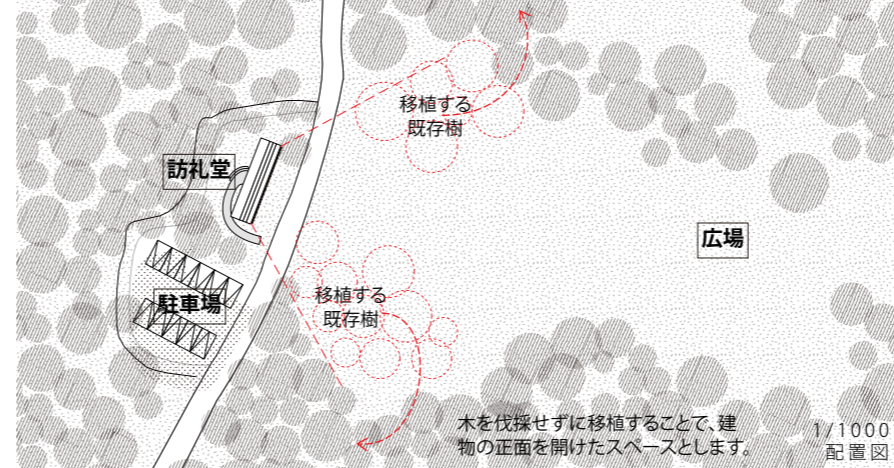 移植する
既存樹
訪礼堂
広場
移植する
既存樹
駐車場
木を伐採せずに移植することで、建
物の正面を開けたスペースとします。
1/1000
配置図